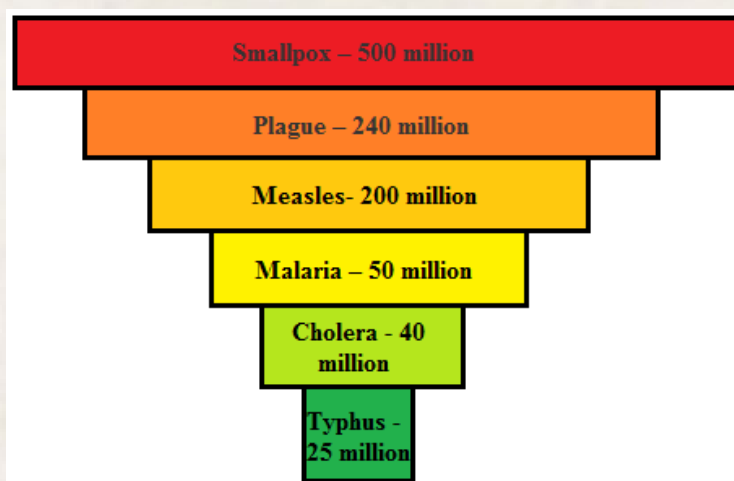 Smallpox – 500 million
Plague – 240 million
Measles- 200 million
Malaria – 50 million
Cholera - 40
million
Typhus -
25 million